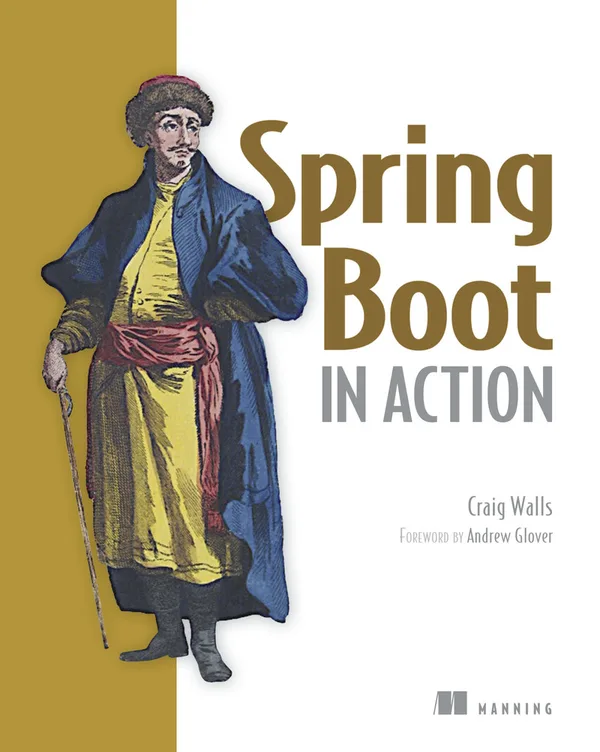 Spring
Boot
IN ACTION
Craig Walls
FOREWORD BY Andrew Glover
MANNING